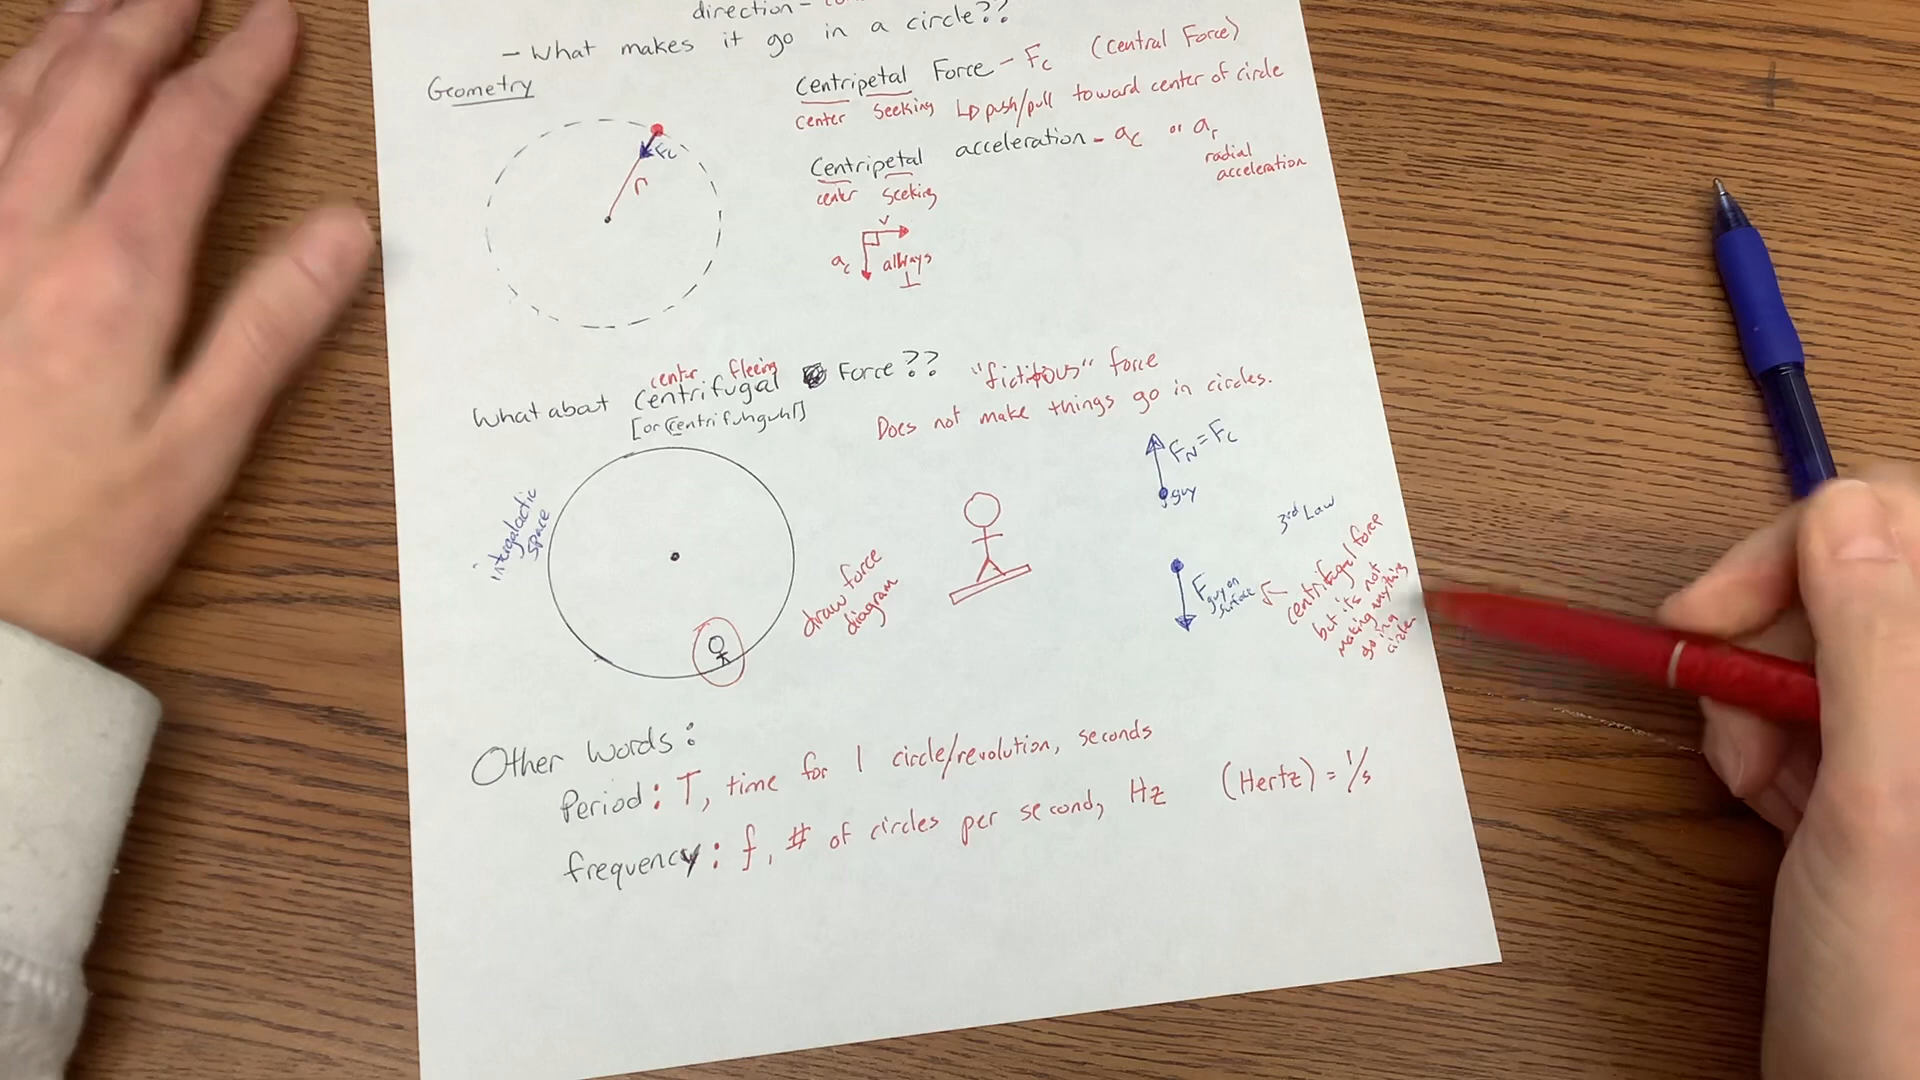 direction -
- What makes it go in a circle??
Geometry
Centripetal Force - Fc (Central Force)
center seeking ↳ push/pull toward center of circle
Centripetal acceleration - ac or ar
center seeking
radial
acceleration
Fc
r
v
ac always
⊥
center fleeing
What about Centrifugal Force?? "fictitious" force
[or Centrifuhguhl]
Does not make things go in circles.
intergalactic
space
draw force
diagram
FN = Fc
guy
3rd Law
F guy on
surface
centrifugal force
but it's not
making anything
go in a
circle
Other Words:
Period: T, time for 1 circle/revolution, seconds
frequency: f, # of circles per second, Hz (Hertz) = 1/s